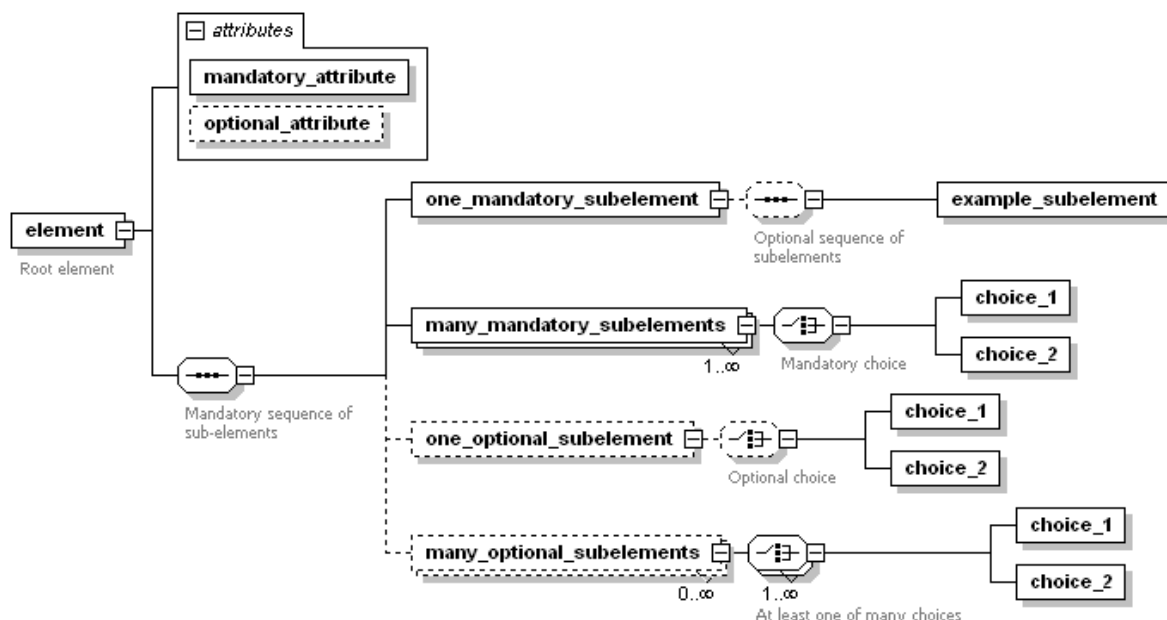 attributes
mandatory_attribute
optional_attribute
element
Root element
Mandatory sequence of
sub-elements
one_mandatory_subelement
Optional sequence of
subelements
example_subelement
many_mandatory_subelements
1..∞
Mandatory choice
choice_1
choice_2
one_optional_subelement
Optional choice
choice_1
choice_2
many_optional_subelements
0..∞
1..∞
At least one of many choices
choice_1
choice_2